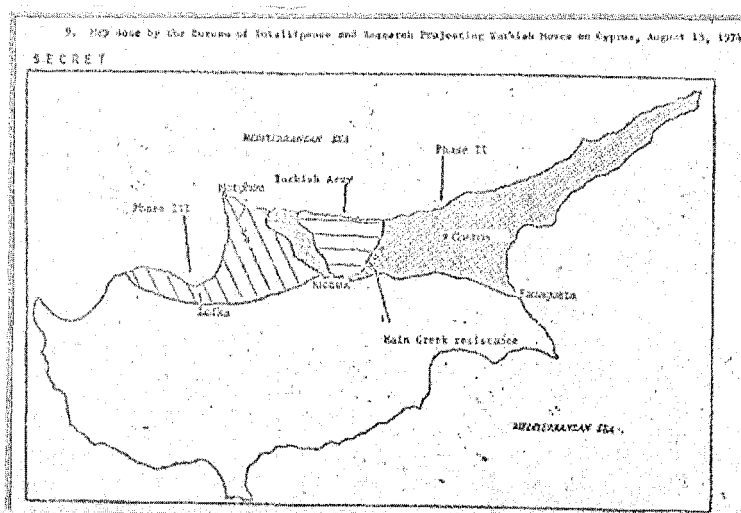 9. Map done by the Bureau of Intelligence and Research Projecting Turkish Moves on Cyprus, August 13, 1974
SECRET
MEDITERRANEAN SEA
Phase II
Turkish Army
Phase III
Famagusta
Lefka
Main Greek resistance
MEDITERRANEAN SEA